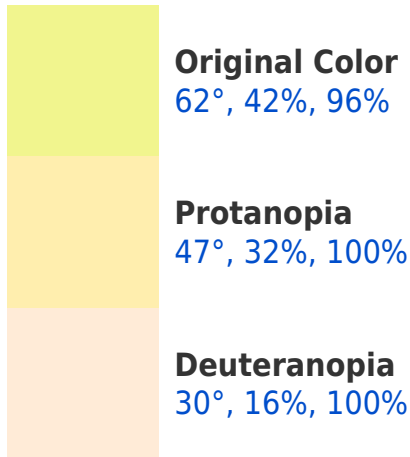 Original Color
62°, 42%, 96%
Protanopia
47°, 32%, 100%
Deuteranopia
30°, 16%, 100%